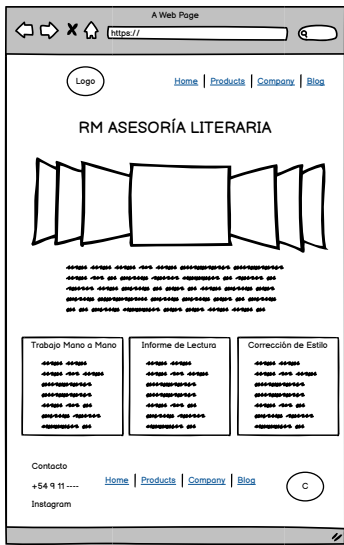 A Web Page
https://
Logo
Home | Products | Company | Blog
RM ASESORÍA LITERARIA
Trabajo Mano a Mano
Informe de Lectura
Corrección de Estilo
Contacto
+54 9 11 ----
Instagram
Home | Products | Company | Blog
C